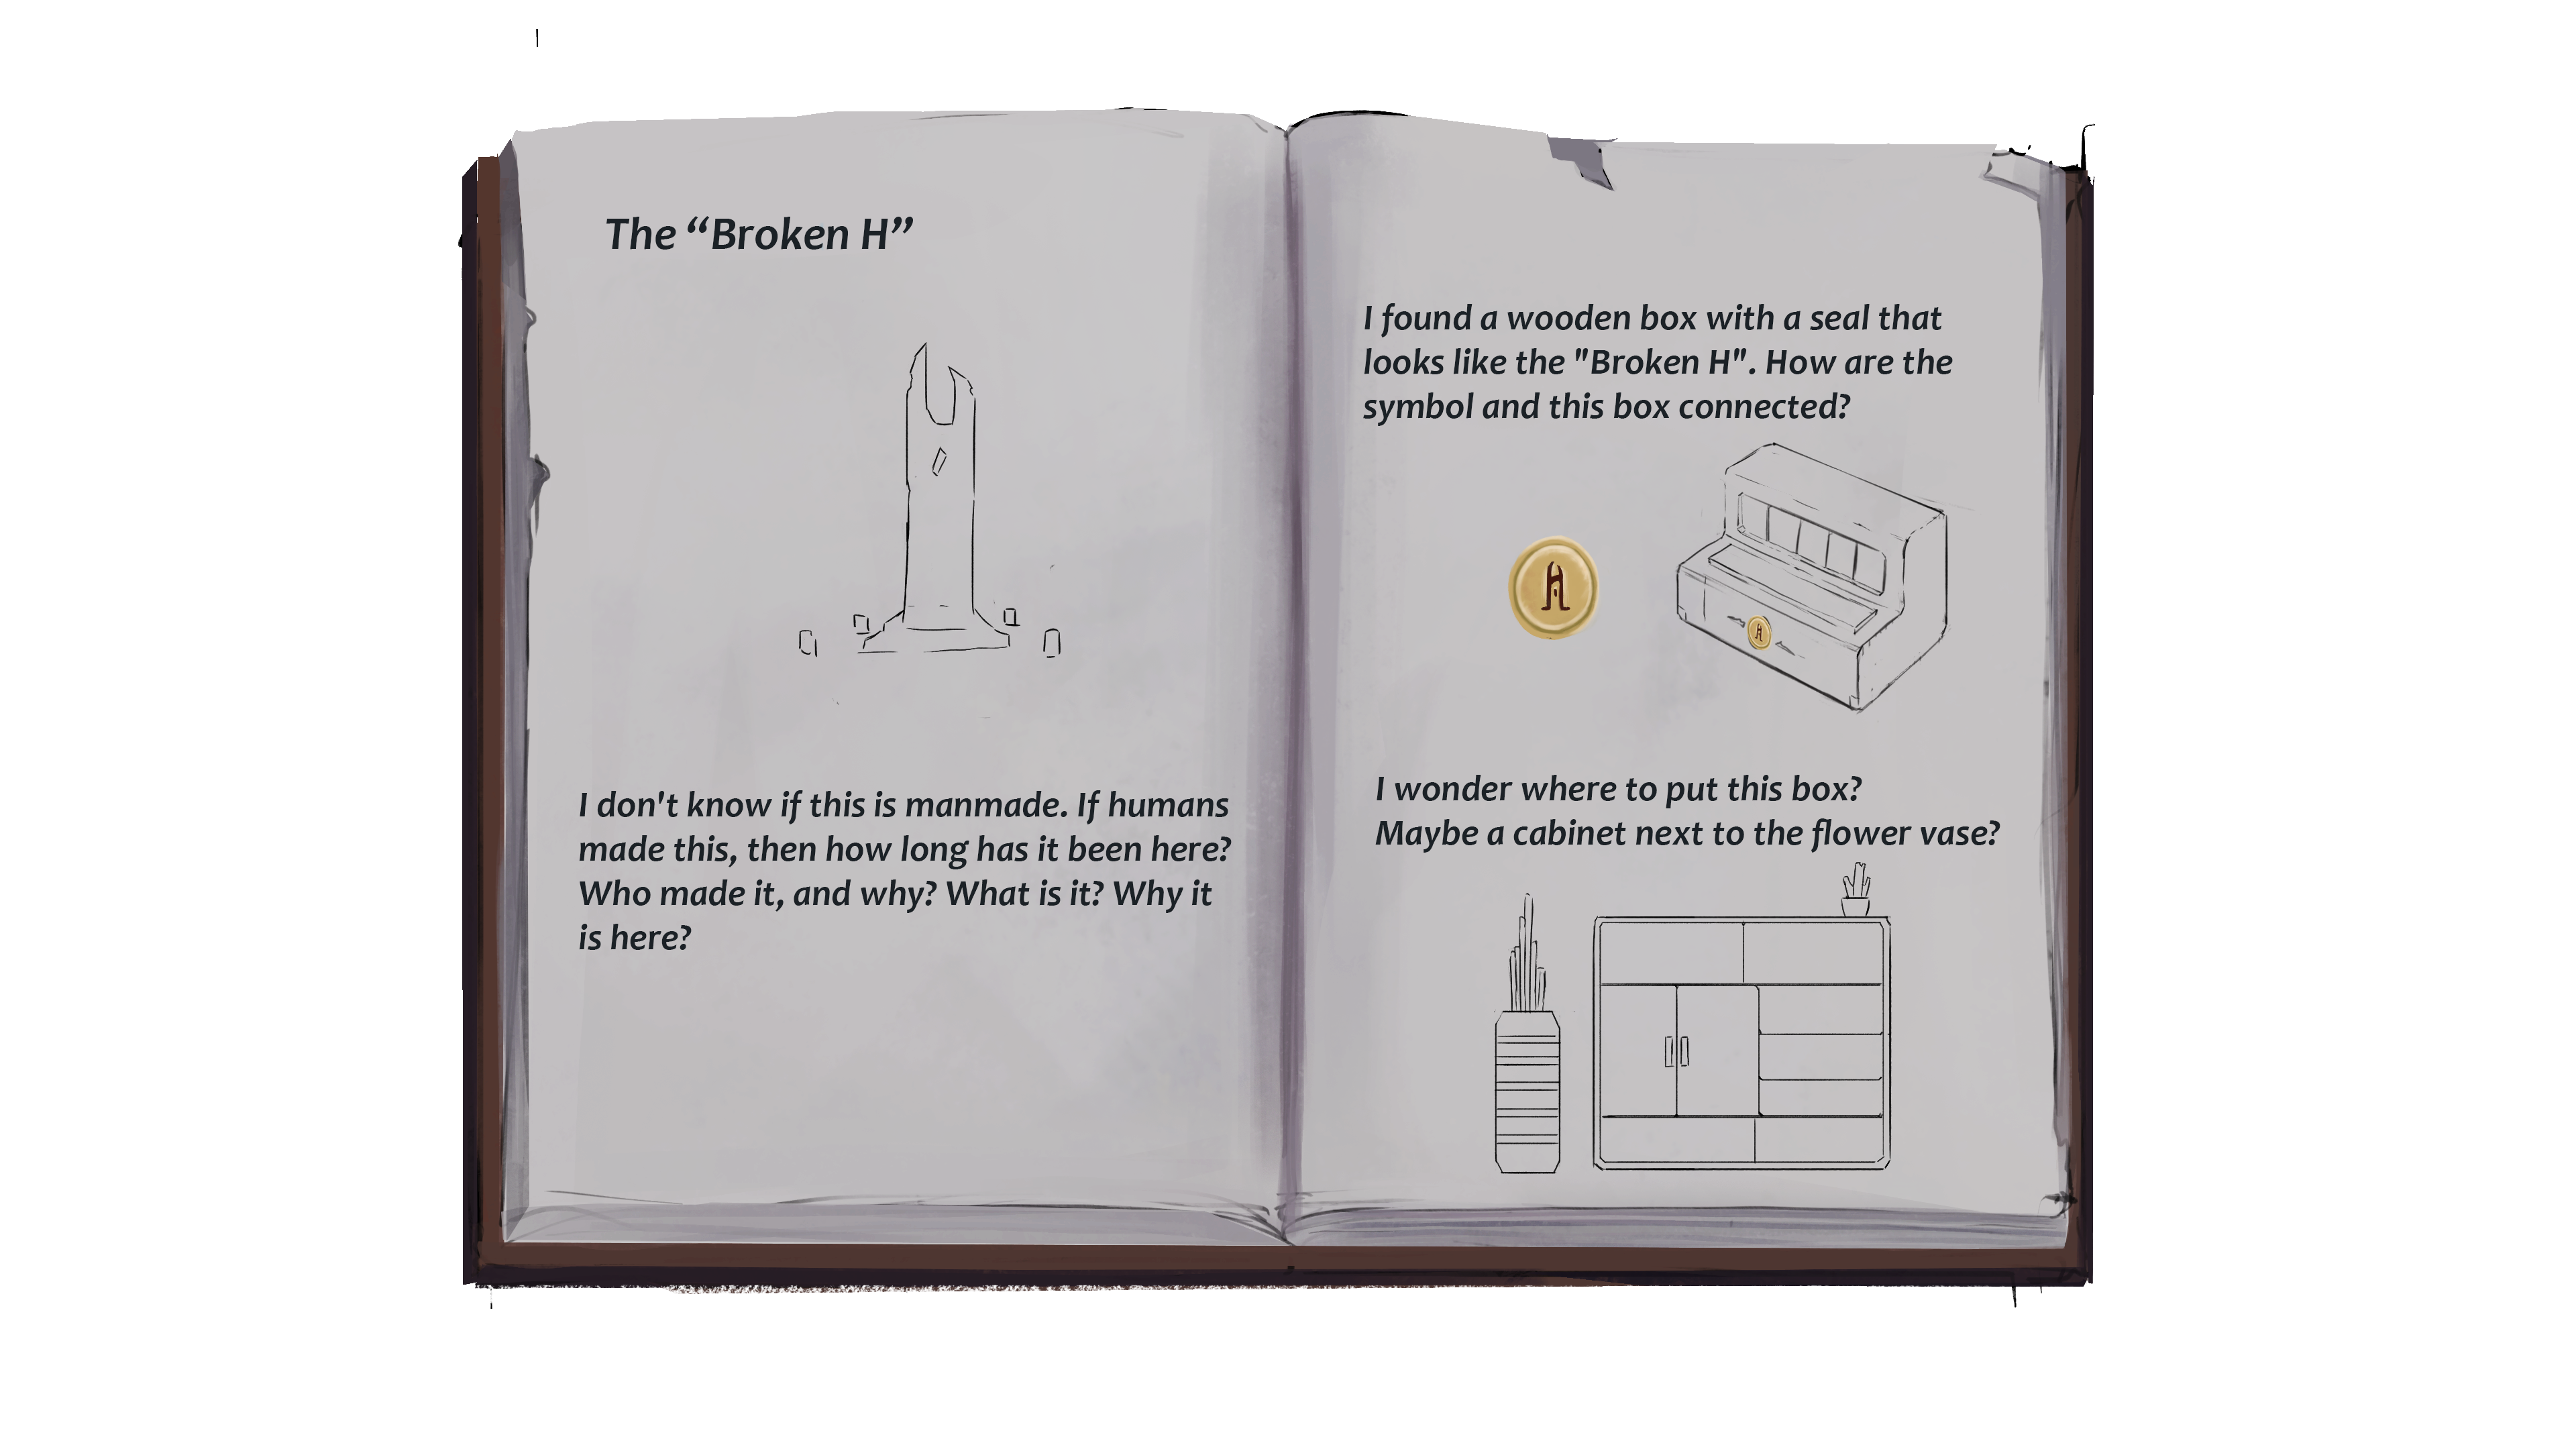 The “Broken H”
I don't know if this is manmade. If humans
made this, then how long has it been here?
Who made it, and why? What is it? Why it
is here?
I found a wooden box with a seal that
looks like the "Broken H". How are the
symbol and this box connected?
H
H
I wonder where to put this box?
Maybe a cabinet next to the flower vase?